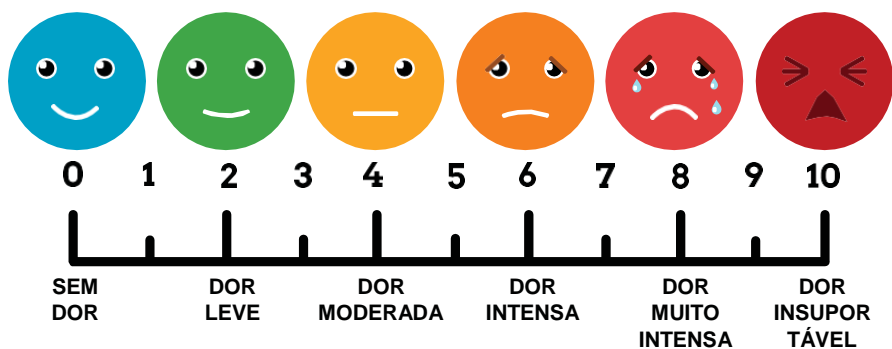 0 1 2 3 4 5 6 7 8 9 10
SEM DOR DOR DOR DOR DOR
DOR LEVE MODERADA INTENSA MUITO INSUPOR
INTENSA TÁVEL